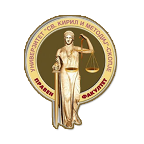 УНИВЕРЗИТЕТ "СВ. КИРИЛ И МЕТОДИЈ" - СКОПЈЕ
ПРАВЕН ФАКУЛТЕТ